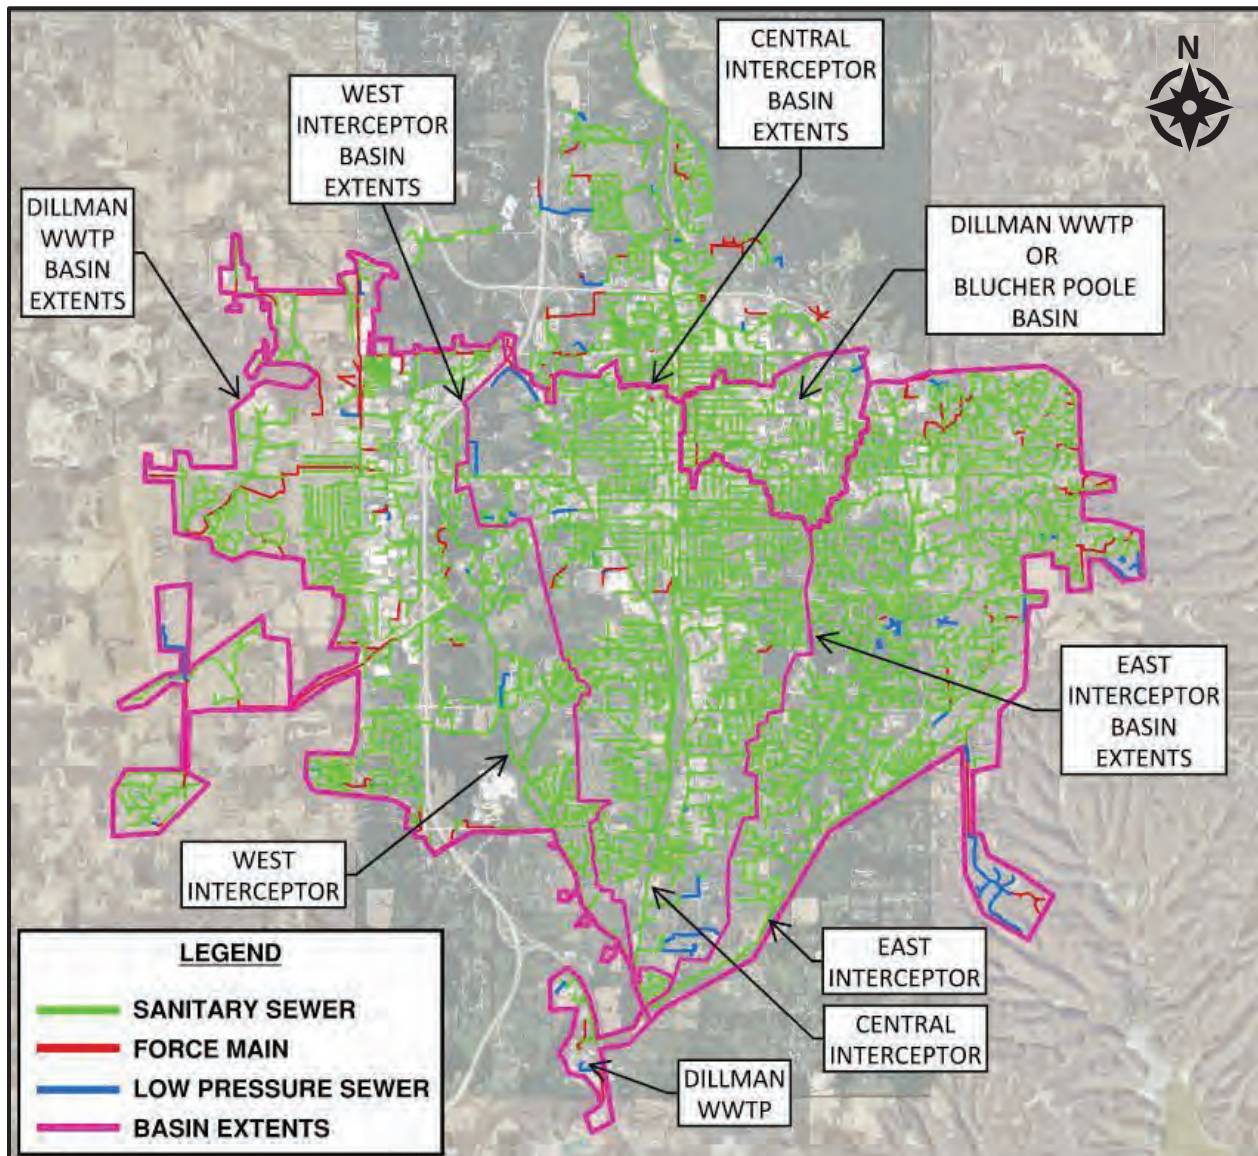 N
CENTRAL
INTERCEPTOR
BASIN
EXTENTS
WEST
INTERCEPTOR
BASIN
EXTENTS
DILLMAN
WWTP
BASIN
EXTENTS
DILLMAN WWTP
OR
BLUCHER POOLE
BASIN
EAST
INTERCEPTOR
BASIN
EXTENTS
WEST
INTERCEPTOR
EAST
INTERCEPTOR
CENTRAL
INTERCEPTOR
DILLMAN
WWTP
LEGEND
SANITARY SEWER
FORCE MAIN
LOW PRESSURE SEWER
BASIN EXTENTS